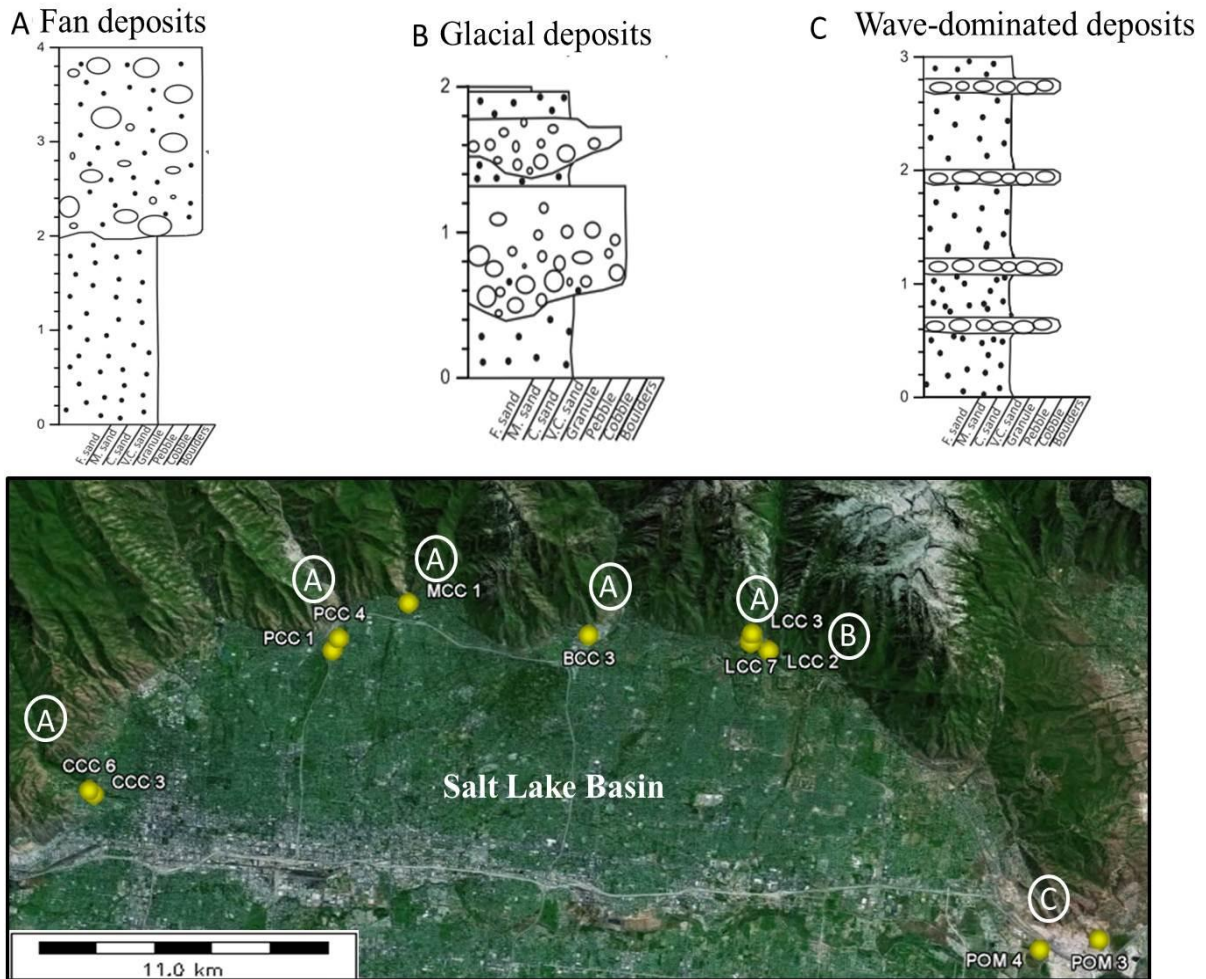 A Fan deposits
B Glacial deposits
C Wave-dominated deposits
4
3
2
1
0
F. sand
M. sand
C. sand
V.C. sand
Granule
Pebble
Cobble
Boulders
2
1
0
F. sand
M. sand
C. sand
V.C. sand
Granule
Pebble
Cobble
Boulders
3
2
1
0
F. sand
M. sand
C. sand
V.C. sand
Granule
Pebble
Cobble
Boulders
A
A
A
A
A
B
C
MCC 1
PCC 4
PCC 1
BCC 3
LCC 3
LCC 7
LCC 2
CCC 6
CCC 3
Salt Lake Basin
POM 4
POM 3
11.0 km